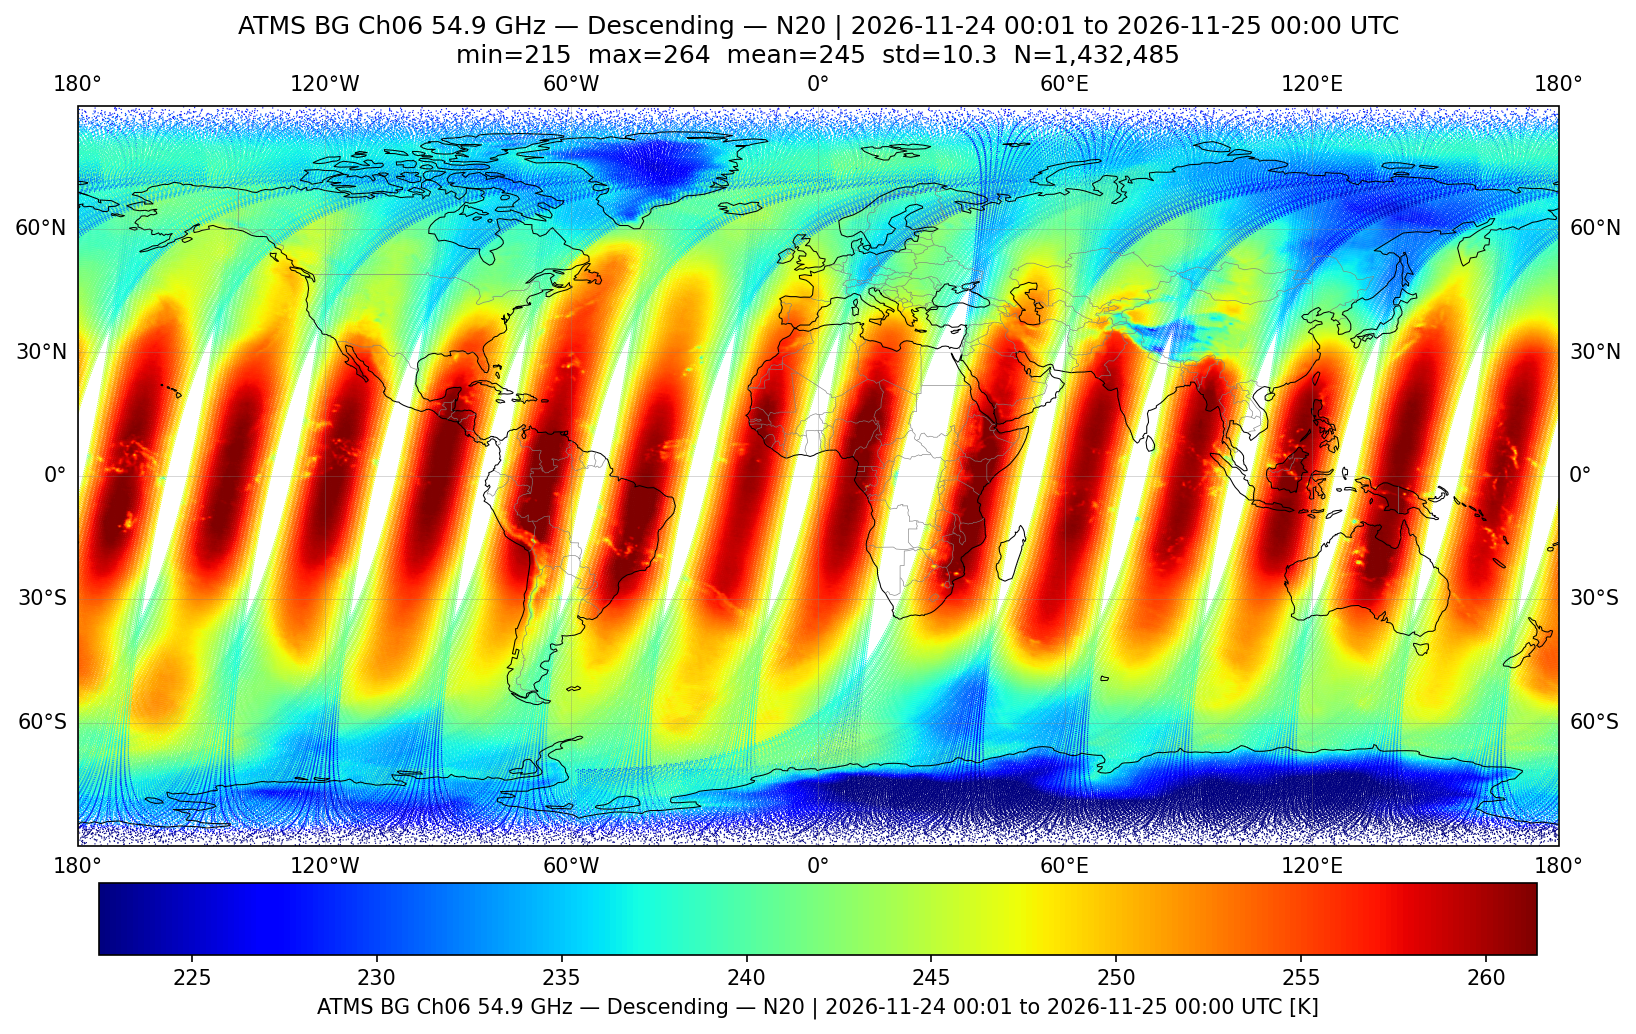 ATMS BG Ch06 54.9 GHz — Descending — N20 | 2026-11-24 00:01 to 2026-11-25 00:00 UTC
min=215  max=264  mean=245  std=10.3  N=1,432,485
180° 120°W 60°W 0° 60°E 120°E 180°
60°N 60°N
30°N 30°N
0° 0°
30°S 30°S
60°S 60°S
180° 120°W 60°W 0° 60°E 120°E 180°
225 230 235 240 245 250 255 260
ATMS BG Ch06 54.9 GHz — Descending — N20 | 2026-11-24 00:01 to 2026-11-25 00:00 UTC [K]